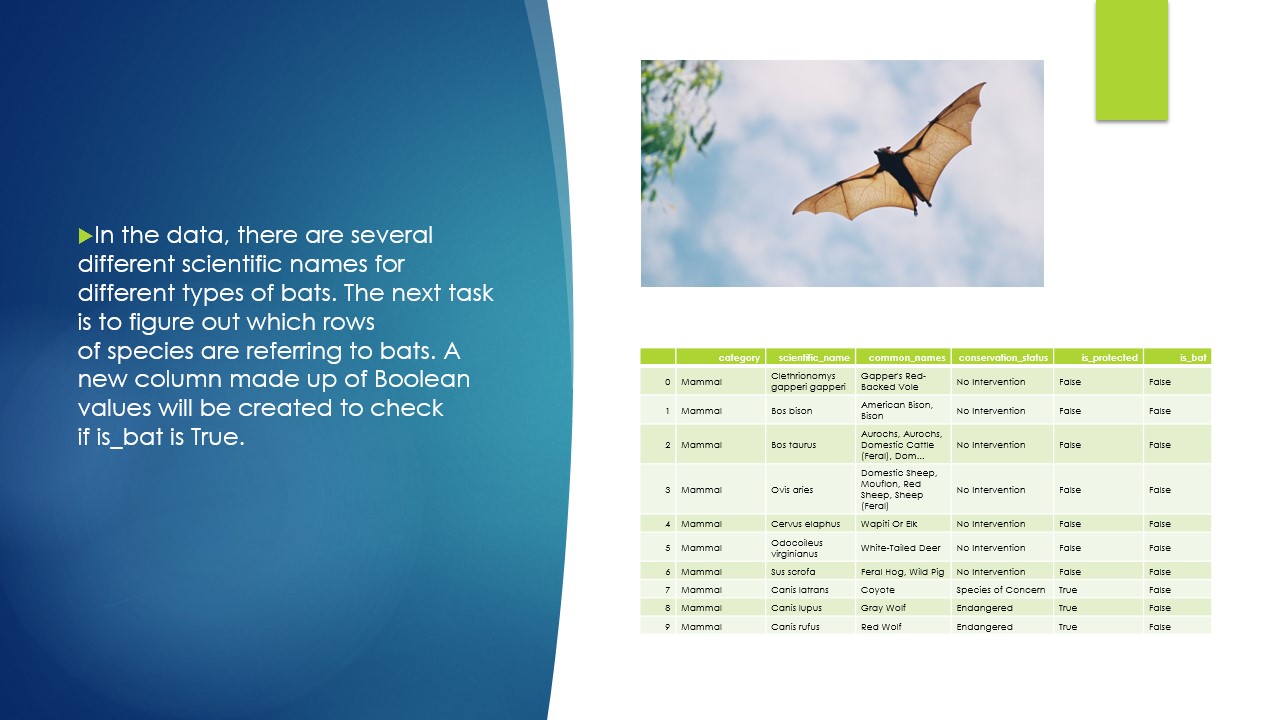 In the data, there are several
different scientific names for
different types of bats. The next task
is to figure out which rows
of species are referring to bats. A
new column made up of Boolean
values will be created to check
if is_bat is True.
category scientific_name common_names conservation_status is_protected is_bat
0 Mammal Clethrionomys gapperi gapperi Gapper's Red-Backed Vole No Intervention False False
1 Mammal Bos bison American Bison, Bison No Intervention False False
2 Mammal Bos taurus Aurochs, Aurochs, Domestic Cattle (Feral), Dom... No Intervention False False
3 Mammal Ovis aries Domestic Sheep, Mouflon, Red Sheep, Sheep (Feral) No Intervention False False
4 Mammal Cervus elaphus Wapiti Or Elk No Intervention False False
5 Mammal Odocoileus virginianus White-Tailed Deer No Intervention False False
6 Mammal Sus scrofa Feral Hog, Wild Pig No Intervention False False
7 Mammal Canis latrans Coyote Species of Concern True False
8 Mammal Canis lupus Gray Wolf Endangered True False
9 Mammal Canis rufus Red Wolf Endangered True False